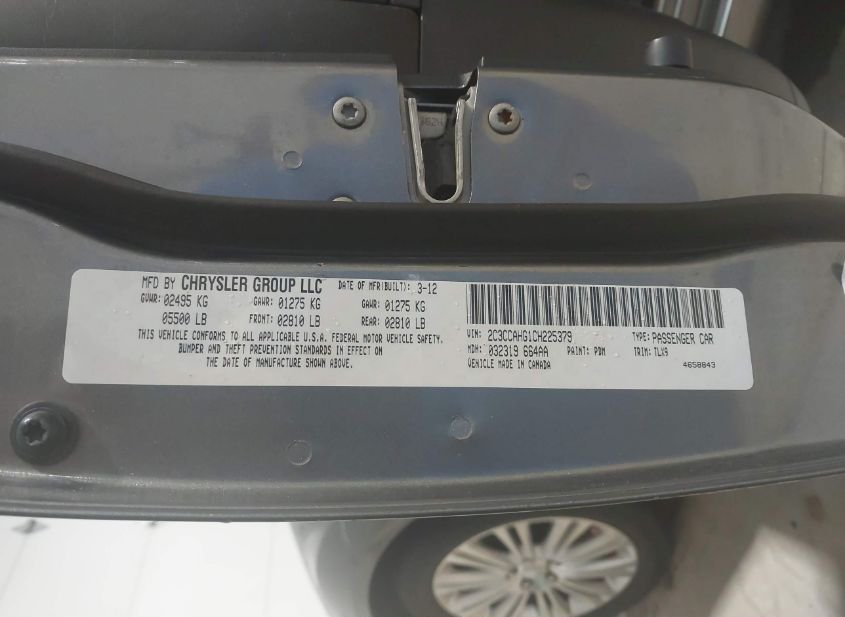 MFD BY CHRYSLER GROUP LLC DATE OF MFR(BUILT): 3-12
GVWR: 02495 KG GAWR: 01275 KG GAWR: 01275 KG
05500 LB FRONT: 02810 LB REAR: 02810 LB
THIS VEHICLE CONFORMS TO ALL APPLICABLE U.S.A. FEDERAL MOTOR VEHICLE SAFETY,
BUMPER AND THEFT PREVENTION STANDARDS IN EFFECT ON
THE DATE OF MANUFACTURE SHOWN ABOVE.
VIN: 2C3CCAHG1CH225379 TYPE: PASSENGER CAR
MDH: 032319 664AA PAINT: PDM TRIM: TLX9
VEHICLE MADE IN CANADA 4658843